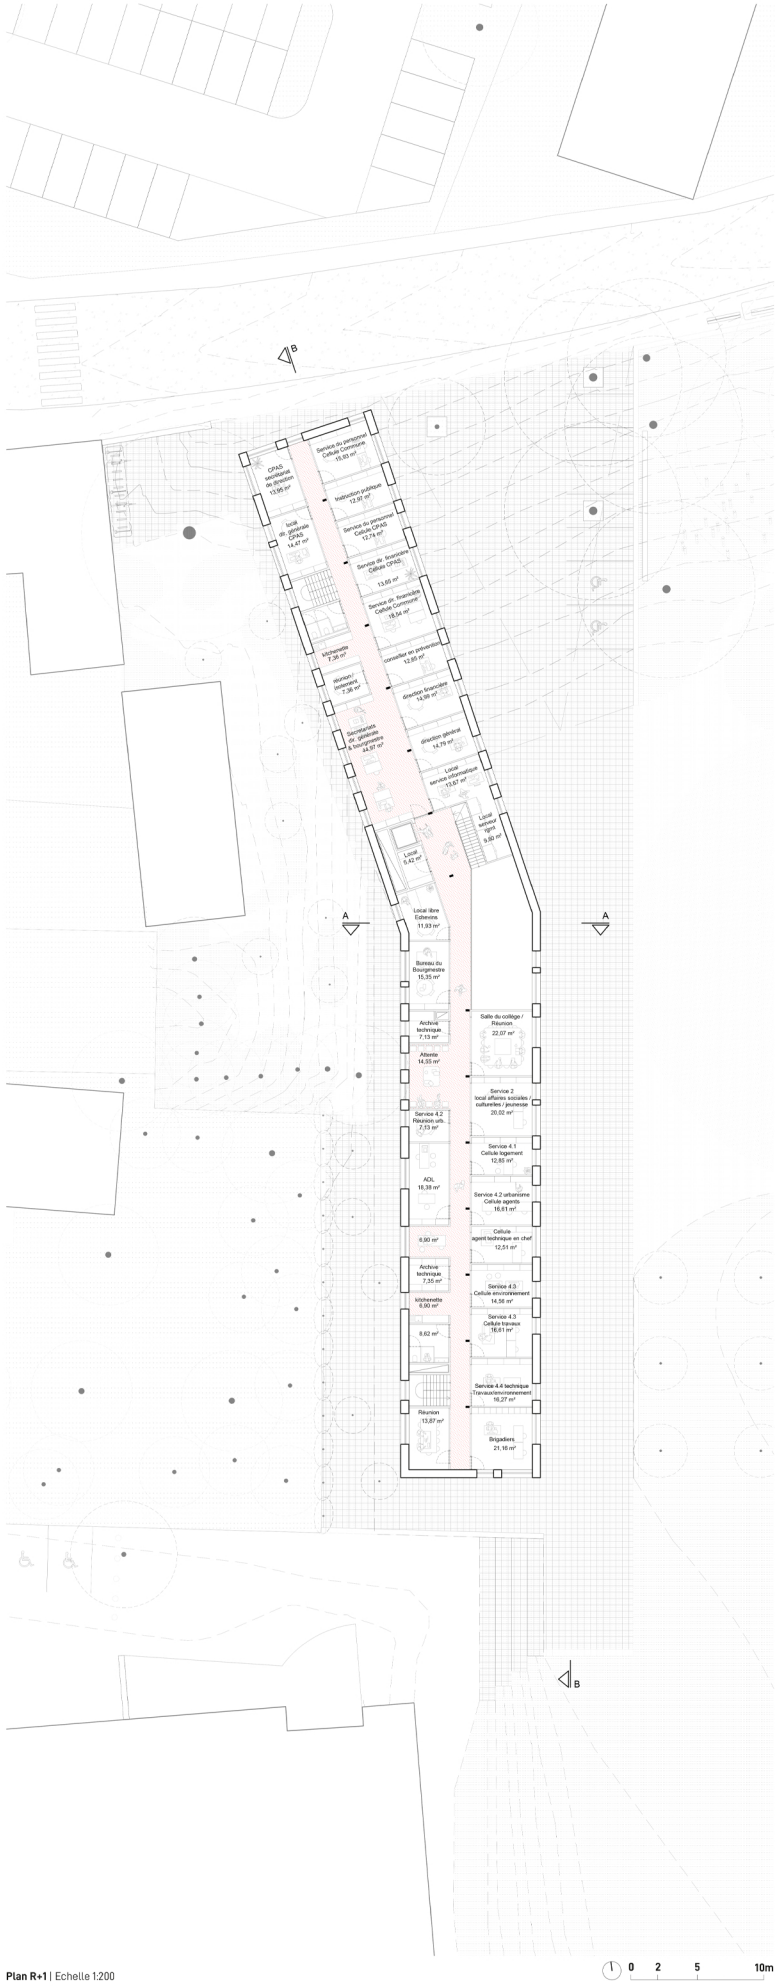 B
Service du personnel
Cellule Commune
15,93 m²
CPAS
secrétariat
de direction
13,95 m²
Instruction publique
12,97 m²
local
dir. générale
CPAS
14,47 m²
Service du personnel
Cellule CPAS
12,74 m²
Service dir. financière
Cellule CPAS
13,65 m²
Service dir. financière
Cellule Commune
18,54 m²
kitchenette
7,36 m²
conseiller en prévention
12,85 m²
réunion /
isolement
7,36 m²
direction financière
14,98 m²
Secrétariats
dir. générale
& bourgmestre
44,97 m²
direction général
14,79 m²
Local
service informatique
13,67 m²
Local
serveur
rgmt
9,80 m²
Local
5,42 m²
Local libre
Echevins
11,93 m²
A
A
Bureau du
Bourgmestre
15,35 m²
Salle du collège /
Réunion
22,07 m²
Archive
technique
7,13 m²
Attente
14,35 m²
Service 2
local affaires sociales /
culturelles / jeunesse
20,02 m²
Service 4.2
Réunion urb.
7,13 m²
Service 4.1
Cellule logement
12,85 m²
ADL
18,38 m²
Service 4.2 urbanisme
Cellule agents
16,61 m²
Cellule
agent technique en chef
12,51 m²
6,90 m²
Archive
technique
7,35 m²
Service 4.3
Cellule environnement
14,56 m²
kitchenette
6,90 m²
Service 4.3
Cellule travaux
16,61 m²
8,62 m²
Service 4.4 technique
Travaux/environnement
16,27 m²
Réunion
13,87 m²
Brigadiers
21,16 m²
B
Plan R+1 | Echelle 1:200
0 2 5 10m